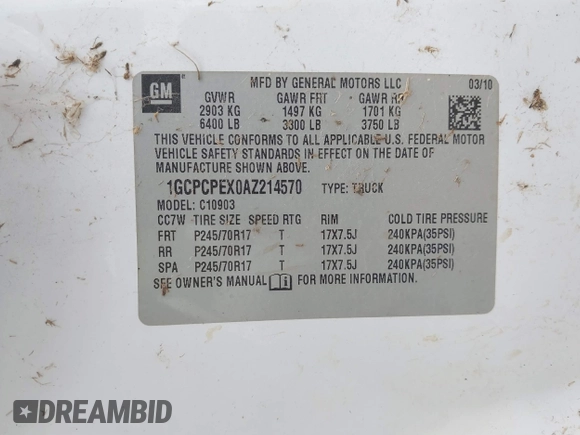 GM
MFD BY GENERAL MOTORS LLC 03/10
GVWR GAWR FRT GAWR RR
2903 KG 1497 KG 1701 KG
6400 LB 3300 LB 3750 LB
THIS VEHICLE CONFORMS TO ALL APPLICABLE U.S. FEDERAL MOTOR
VEHICLE SAFETY STANDARDS IN EFFECT ON THE DATE OF
MANUFACTURE SHOWN ABOVE.
1GCPCPEX0AZ214570 TYPE: TRUCK
MODEL: C10903
CC7W TIRE SIZE SPEED RTG RIM COLD TIRE PRESSURE
FRT P245/70R17 T 17X7.5J 240KPA(35PSI)
RR P245/70R17 T 17X7.5J 240KPA(35PSI)
SPA P245/70R17 T 17X7.5J 240KPA(35PSI)
SEE OWNER'S MANUAL FOR MORE INFORMATION.
DREAMBID